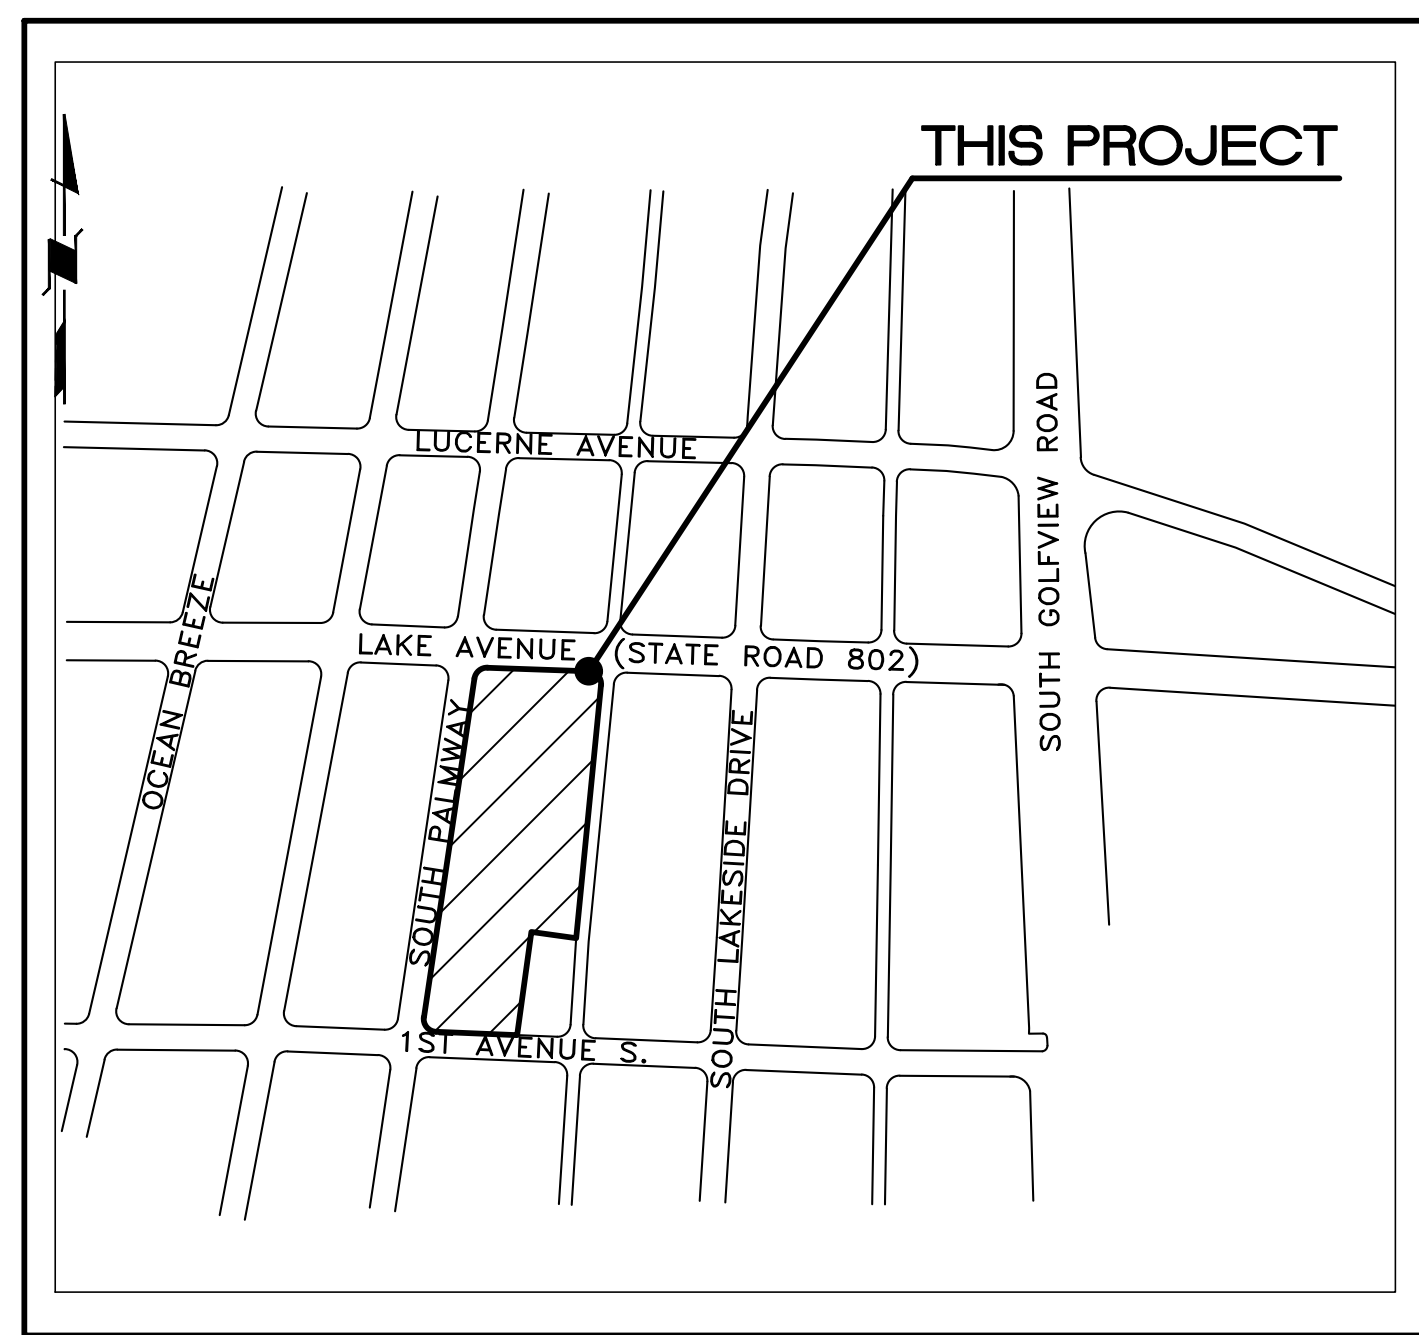 THIS PROJECT
LUCERNE AVENUE
LAKE AVENUE (STATE ROAD 802)
OCEAN BREEZE
SOUTH PALMWAY
SOUTH LAKESIDE DRIVE
SOUTH GOLFVIEW ROAD
1ST AVENUE S.